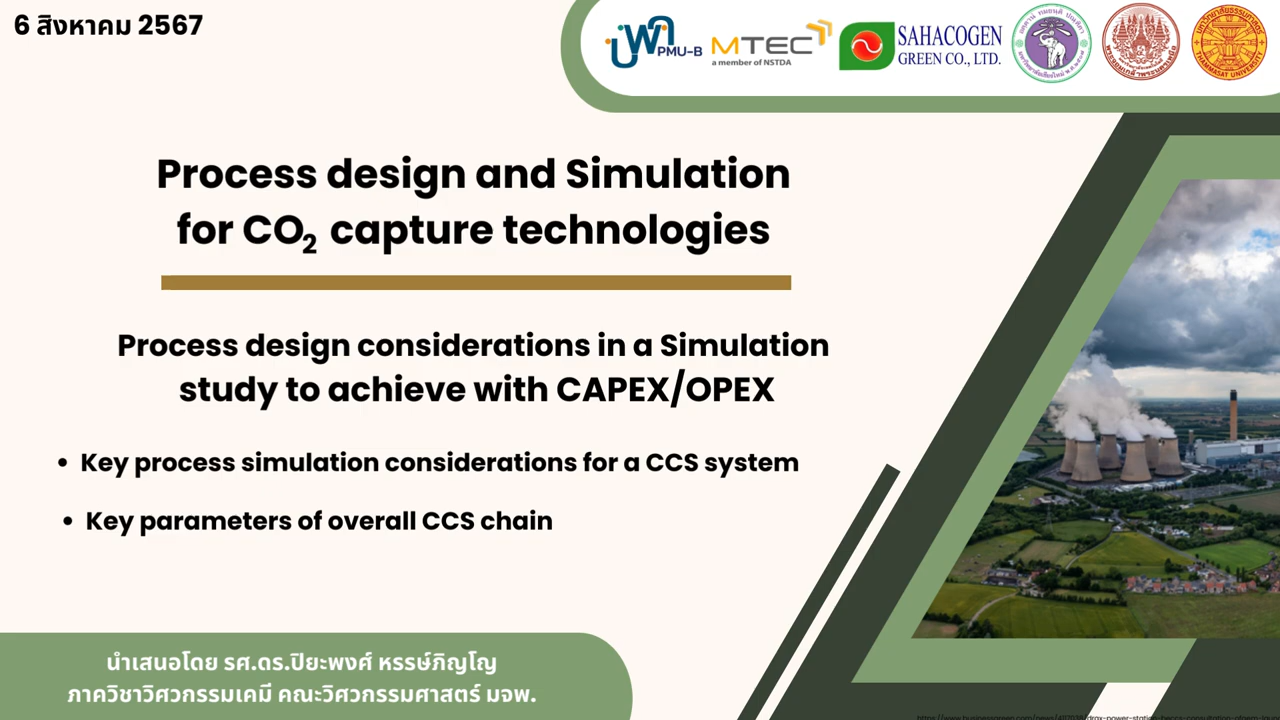 6 สิงหาคม 2567
บพค PMU-B
MTEC
a member of NSTDA
SAHACOGEN
GREEN CO., LTD.
THAMMASAT UNIVERSITY
Process design and Simulation
for CO₂ capture technologies
Process design considerations in a Simulation
study to achieve with CAPEX/OPEX
• Key process simulation considerations for a CCS system
• Key parameters of overall CCS chain
นำเสนอโดย รศ.ดร.ปิยะพงศ์ หรรษ์ภิญโญ
ภาควิชาวิศวกรรมเคมี คณะวิศวกรรมศาสตร์ มจพ.